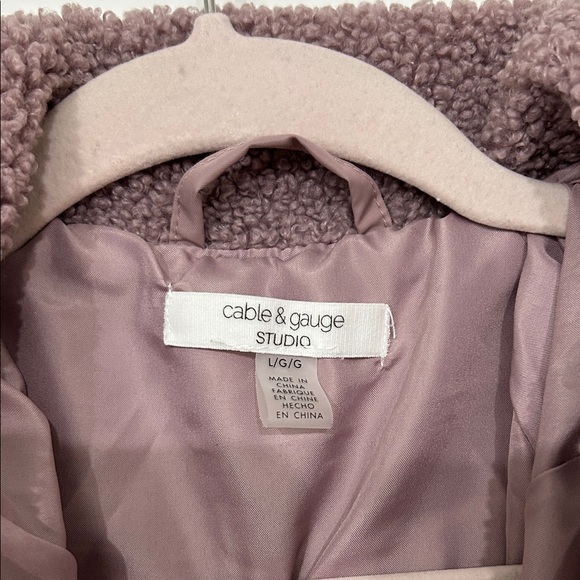 cable & gauge
STUDIO
L/G/G
MADE IN
CHINA
FABRIQUE
EN CHINE
HECHO
EN CHINA